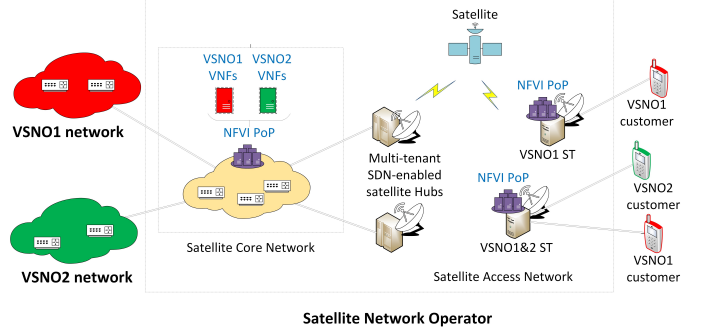 Satellite
VSNO1
VNFs
VSNO2
VNFs
NFVI PoP
VSNO1 network
VSNO2 network
Satellite Core Network
Multi-tenant
SDN-enabled
satellite Hubs
NFVI PoP
VSNO1 ST
NFVI PoP
VSNO1&2 ST
Satellite Access Network
VSNO1
customer
VSNO2
customer
VSNO1
customer
Satellite Network Operator